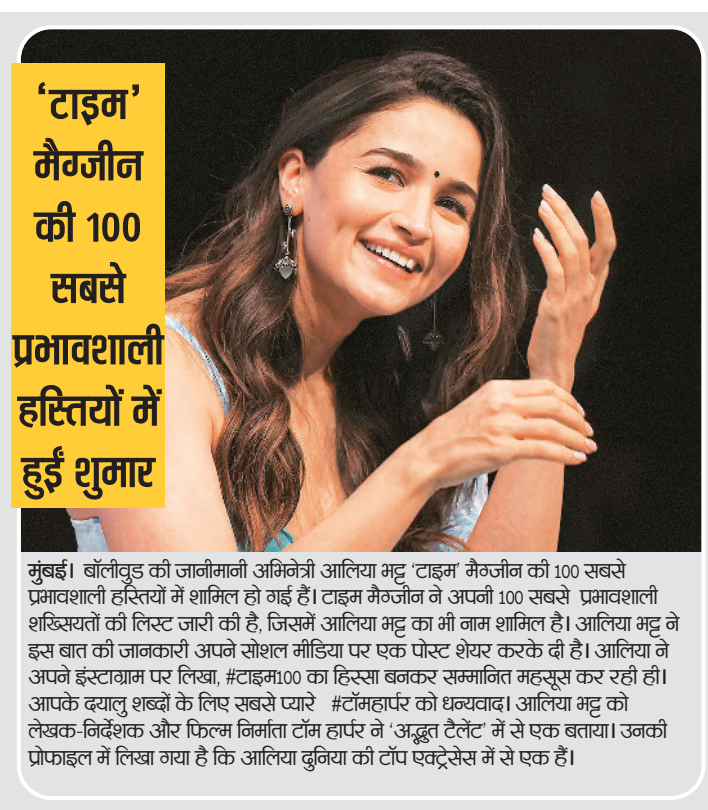 ‘टाइम’
मैग्जीन
की 100
सबसे
प्रभावशाली
हस्तियों में
हुईं शुमार
मुंबई। बॉलीवुड की जानीमानी अभिनेत्री आलिया भट्ट ‘टाइम’ मैग्जीन की 100 सबसे
प्रभावशाली हस्तियों में शामिल हो गई हैं। टाइम मैग्जीन ने अपनी 100 सबसे प्रभावशाली
शख्सियतों की लिस्ट जारी की है, जिसमें आलिया भट्ट का भी नाम शामिल है। आलिया भट्ट ने
इस बात की जानकारी अपने सोशल मीडिया पर एक पोस्ट शेयर करके दी है। आलिया ने
अपने इंस्टाग्राम पर लिखा, #टाइम100 का हिस्सा बनकर सम्मानित महसूस कर रही ही।
आपके दयालु शब्दों के लिए सबसे प्यारे #टॉमहार्पर को धन्यवाद। आलिया भट्ट को
लेखक-निर्देशक और फिल्म निर्माता टॉम हार्पर ने ‘अद्भुत टैलेंट’ में से एक बताया। उनकी
प्रोफाइल में लिखा गया है कि आलिया दुनिया की टॉप एक्ट्रेसेस में से एक हैं।